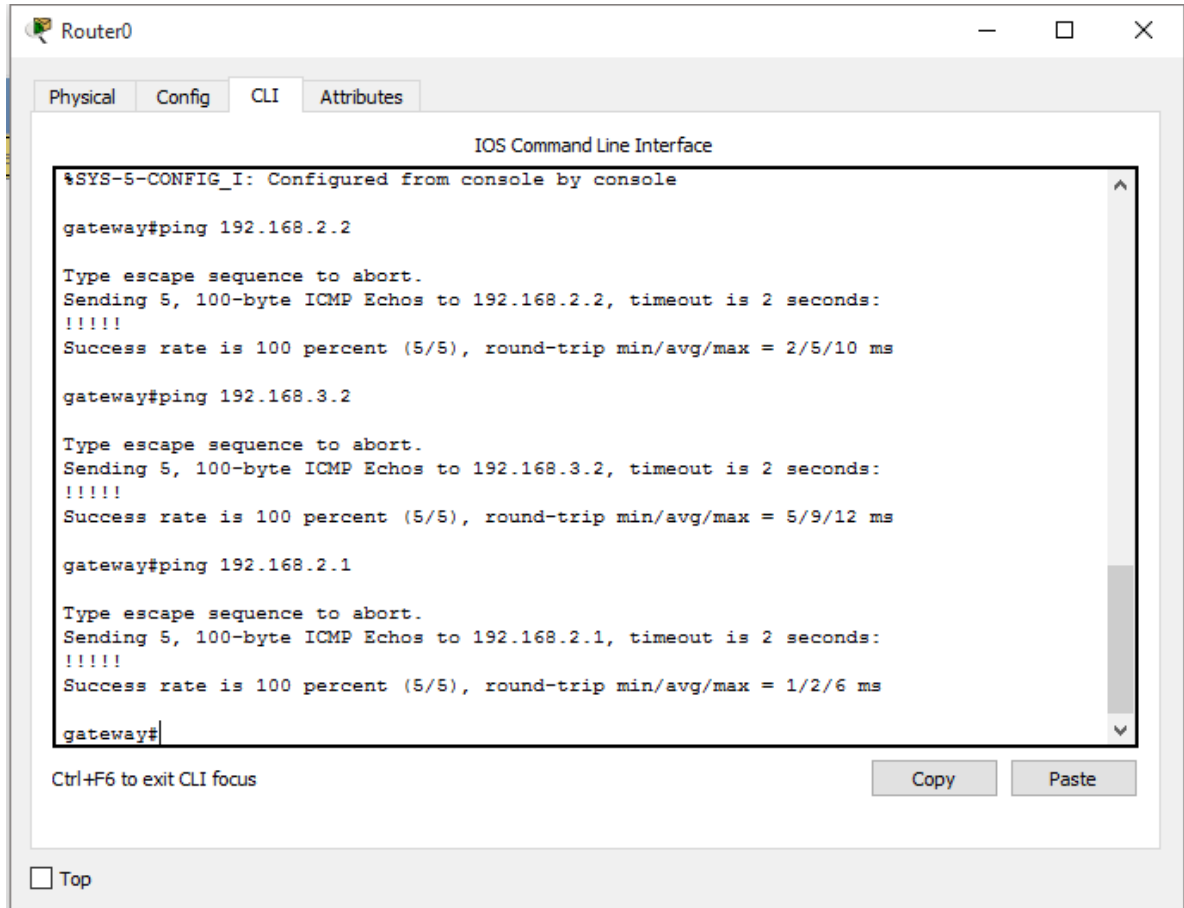 Router0
Physical Config CLI Attributes
IOS Command Line Interface
%SYS-5-CONFIG_I: Configured from console by console
gateway#ping 192.168.2.2
Type escape sequence to abort.
Sending 5, 100-byte ICMP Echos to 192.168.2.2, timeout is 2 seconds:
!!!!!
Success rate is 100 percent (5/5), round-trip min/avg/max = 2/5/10 ms
gateway#ping 192.168.3.2
Type escape sequence to abort.
Sending 5, 100-byte ICMP Echos to 192.168.3.2, timeout is 2 seconds:
!!!!!
Success rate is 100 percent (5/5), round-trip min/avg/max = 5/9/12 ms
gateway#ping 192.168.2.1
Type escape sequence to abort.
Sending 5, 100-byte ICMP Echos to 192.168.2.1, timeout is 2 seconds:
!!!!!
Success rate is 100 percent (5/5), round-trip min/avg/max = 1/2/6 ms
gateway#
Ctrl+F6 to exit CLI focus
Copy Paste
Top